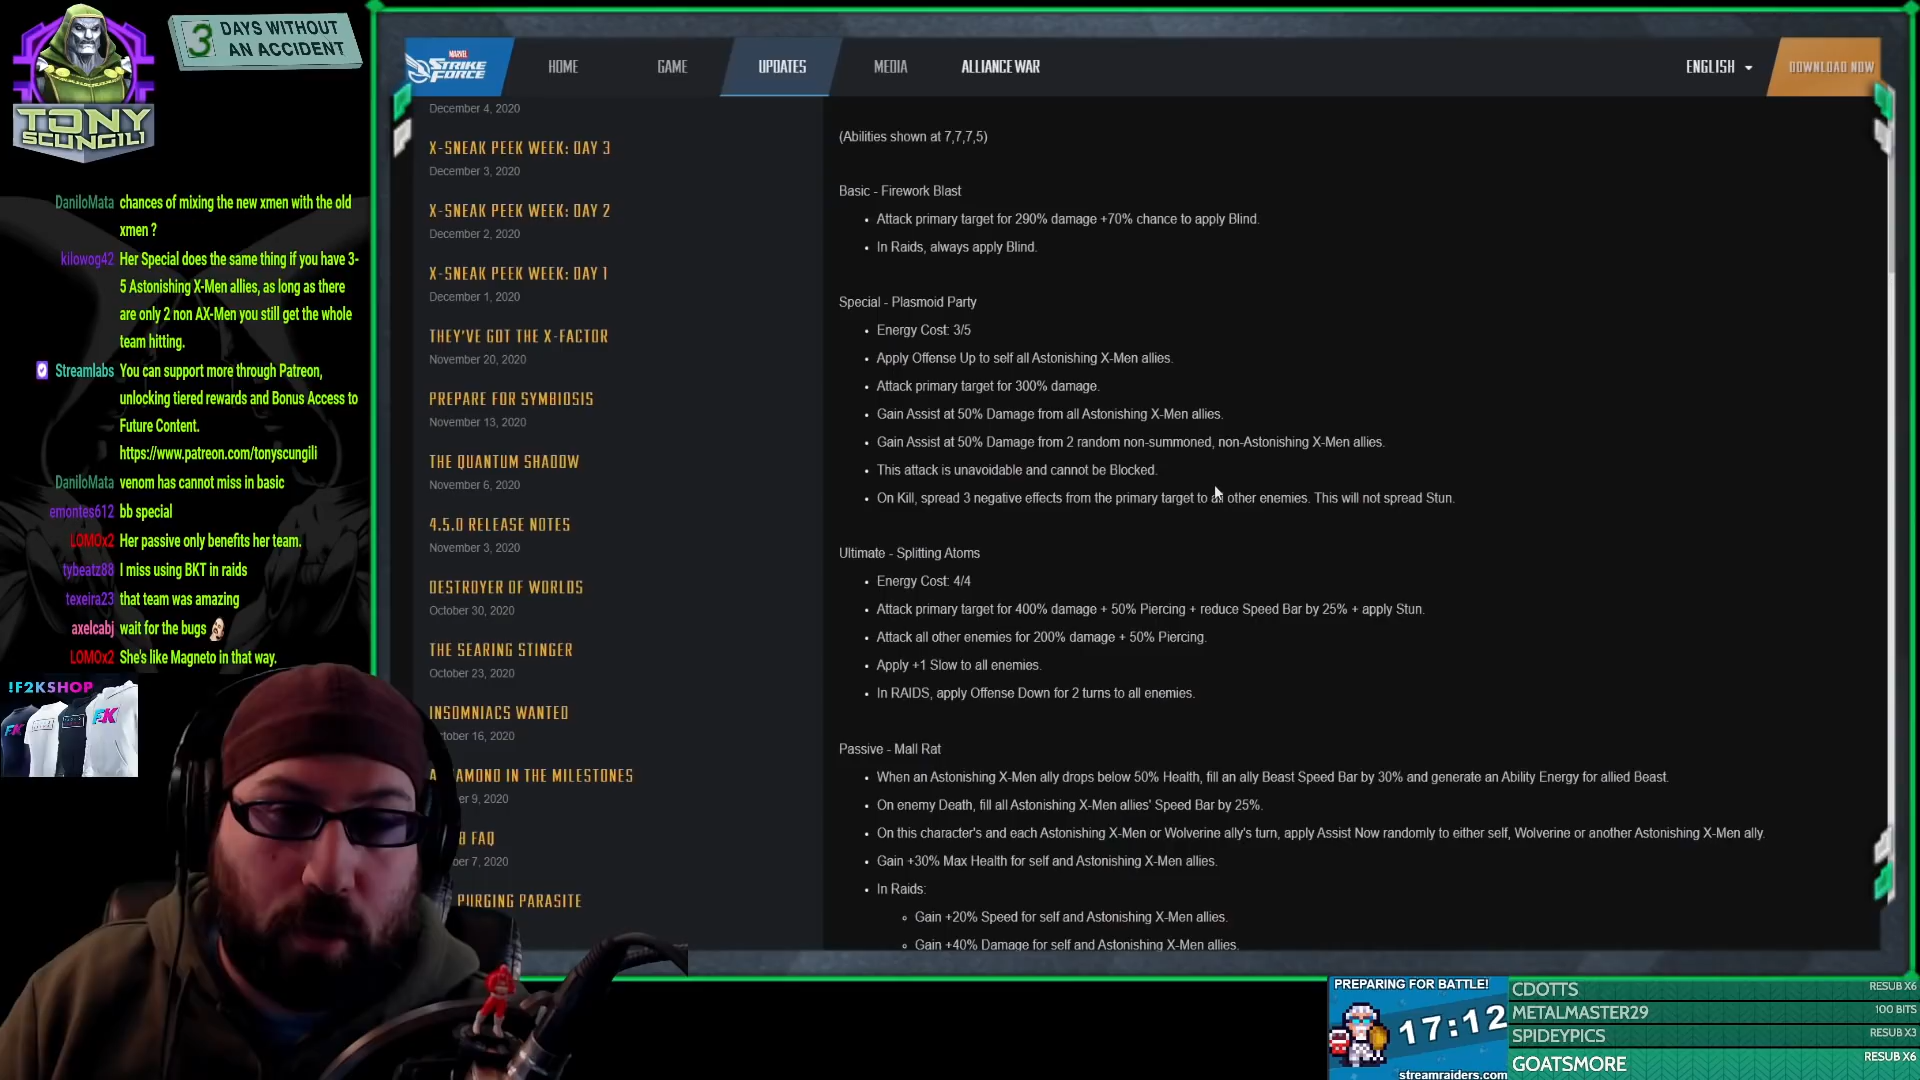 3 DAYS WITHOUT
AN ACCIDENT
TONY
SCUNGILI
MARVEL
STRIKE
FORCE
HOME
GAME
UPDATES
MEDIA
ALLIANCE WAR
ENGLISH
DOWNLOAD NOW
DaniloMata chances of mixing the new xmen with the old
xmen ?
kilowog42 Her Special does the same thing if you have 3-
5 Astonishing X-Men allies, as long as there
are only 2 non AX-Men you still get the whole
team hitting.
Streamlabs You can support more through Patreon,
unlocking tiered rewards and Bonus Access to
Future Content.
https://www.patreon.com/tonyscungili
DaniloMata venom has cannot miss in basic
emontes612 bb special
LOMOx2 Her passive only benefits her team.
tybeatz88 I miss using BKT in raids
texeira23 that team was amazing
axelcabj wait for the bugs
LOMOx2 She's like Magneto in that way.
!F2KSHOP
FK
FK
December 4, 2020
X-SNEAK PEEK WEEK: DAY 3
December 3, 2020
X-SNEAK PEEK WEEK: DAY 2
December 2, 2020
X-SNEAK PEEK WEEK: DAY 1
December 1, 2020
THEY'VE GOT THE X-FACTOR
November 20, 2020
PREPARE FOR SYMBIOSIS
November 13, 2020
THE QUANTUM SHADOW
November 6, 2020
4.5.0 RELEASE NOTES
November 3, 2020
DESTROYER OF WORLDS
October 30, 2020
THE SEARING STINGER
October 23, 2020
INSOMNIACS WANTED
tober 16, 2020
A AMOND IN THE MILESTONES
er 9, 2020
FAQ
ber 7, 2020
PURGING PARASITE
(Abilities shown at 7,7,7,5)
Basic - Firework Blast
• Attack primary target for 290% damage +70% chance to apply Blind.
• In Raids, always apply Blind.
Special - Plasmoid Party
• Energy Cost: 3/5
• Apply Offense Up to self all Astonishing X-Men allies.
• Attack primary target for 300% damage.
• Gain Assist at 50% Damage from all Astonishing X-Men allies.
• Gain Assist at 50% Damage from 2 random non-summoned, non-Astonishing X-Men allies.
• This attack is unavoidable and cannot be Blocked.
• On Kill, spread 3 negative effects from the primary target to all other enemies. This will not spread Stun.
Ultimate - Splitting Atoms
• Energy Cost: 4/4
• Attack primary target for 400% damage + 50% Piercing + reduce Speed Bar by 25% + apply Stun.
• Attack all other enemies for 200% damage + 50% Piercing.
• Apply +1 Slow to all enemies.
• In RAIDS, apply Offense Down for 2 turns to all enemies.
Passive - Mall Rat
• When an Astonishing X-Men ally drops below 50% Health, fill an ally Beast Speed Bar by 30% and generate an Ability Energy for allied Beast.
• On enemy Death, fill all Astonishing X-Men allies' Speed Bar by 25%.
• On this character's and each Astonishing X-Men or Wolverine ally's turn, apply Assist Now randomly to either self, Wolverine or another Astonishing X-Men ally.
• Gain +30% Max Health for self and Astonishing X-Men allies.
• In Raids:
◦ Gain +20% Speed for self and Astonishing X-Men allies.
◦ Gain +40% Damage for self and Astonishing X-Men allies.
PREPARING FOR BATTLE!
17:12
streamraiders.com
CDOTTS RESUB X6
METALMASTER29 100 BITS
SPIDEYPICS RESUB X3
GOATSMORE RESUB X6